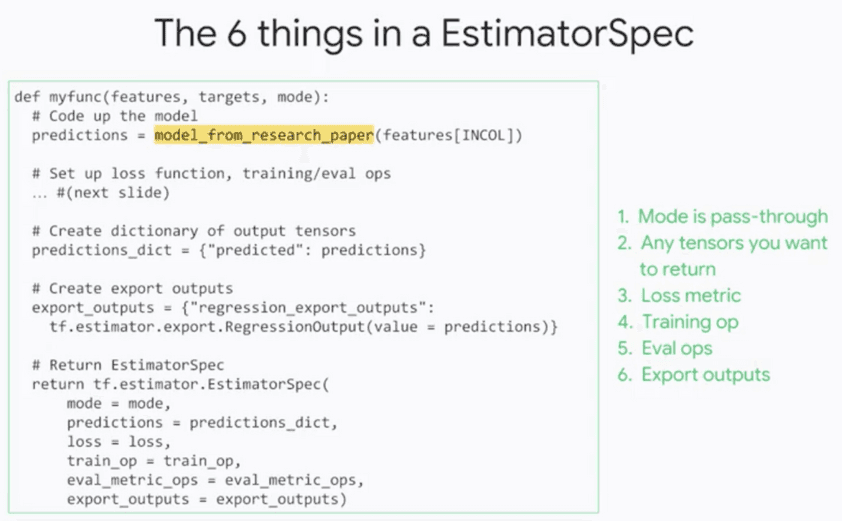 The 6 things in a EstimatorSpec
def myfunc(features, targets, mode):
# Code up the model
predictions = model_from_research_paper(features[INCOL])
# Set up loss function, training/eval ops
... #(next slide)
# Create dictionary of output tensors
predictions_dict = {"predicted": predictions}
# Create export outputs
export_outputs = {"regression_export_outputs":
tf.estimator.export.RegressionOutput(value = predictions)}
# Return EstimatorSpec
return tf.estimator.EstimatorSpec(
mode = mode,
predictions = predictions_dict,
loss = loss,
train_op = train_op,
eval_metric_ops = eval_metric_ops,
export_outputs = export_outputs)
1. Mode is pass-through
2. Any tensors you want
to return
3. Loss metric
4. Training op
5. Eval ops
6. Export outputs